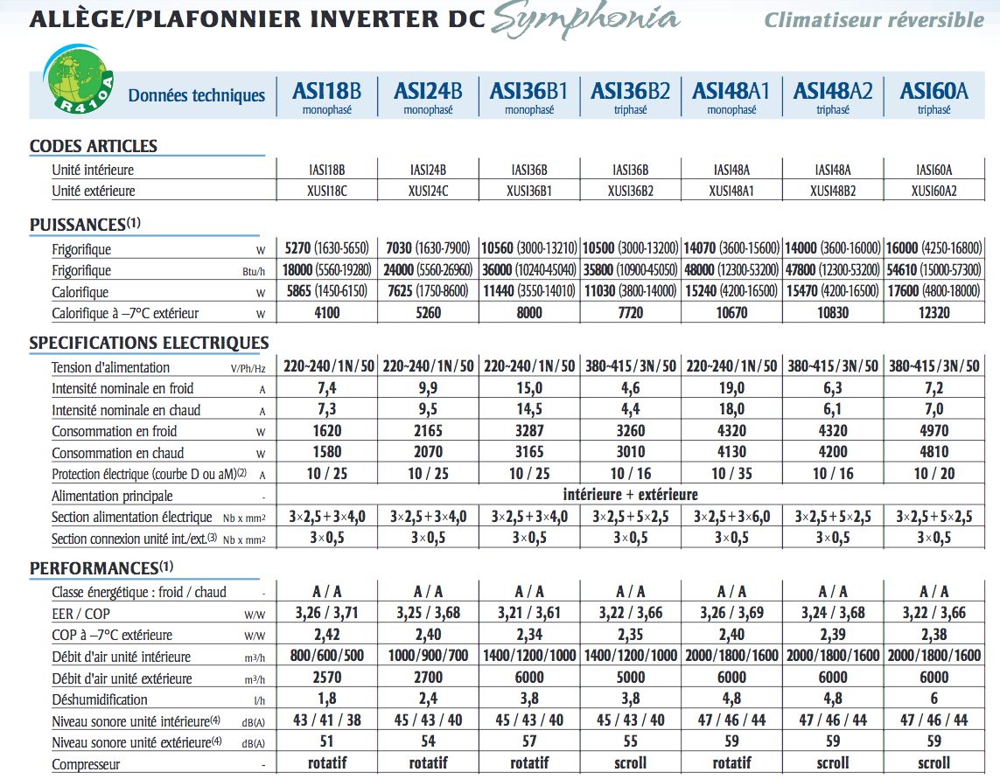 ALLÈGE/PLAFONNIER INVERTER DC Symphonia Climatiseur réversible
R410A
Données techniques ASI18B ASI24B ASI36B1 ASI36B2 ASI48A1 ASI48A2 ASI60A
monophasé monophasé monophasé triphasé monophasé triphasé triphasé
CODES ARTICLES
Unité intérieure IASI18B IASI24B IASI36B IASI36B IASI48A IASI48A IASI60A
Unité extérieure XUSI18C XUSI24C XUSI36B1 XUSI36B2 XUSI48A1 XUSI48B2 XUSI60A2
PUISSANCES(1)
Frigorifique W 5270 (1630-5650) 7030 (1630-7900) 10560 (3000-13210) 10500 (3000-13200) 14070 (3600-15600) 14000 (3600-16000) 16000 (4250-16800)
Frigorifique Btu/h 18000 (5560-19280) 24000 (5560-26960) 36000 (10240-45040) 35800 (10900-45050) 48000 (12300-53200) 47800 (12300-53200) 54610 (15000-57300)
Calorifique W 5865 (1450-6150) 7625 (1750-8600) 11440 (3550-14010) 11030 (3800-14000) 15240 (4200-16500) 15470 (4200-16500) 17600 (4800-18000)
Calorifique à –7°C extérieur W 4100 5260 8000 7720 10670 10830 12320
SPECIFICATIONS ELECTRIQUES
Tension d'alimentation V/Ph/Hz 220~240/1N/50 220~240/1N/50 220~240/1N/50 380~415/3N/50 220~240/1N/50 380~415/3N/50 380~415/3N/50
Intensité nominale en froid A 7,4 9,9 15,0 4,6 19,0 6,3 7,2
Intensité nominale en chaud A 7,3 9,5 14,5 4,4 18,0 6,1 7,0
Consommation en froid W 1620 2165 3287 3260 4320 4320 4970
Consommation en chaud W 1580 2070 3165 3010 4130 4200 4810
Protection électrique (courbe D ou aM)(2) A 10 / 25 10 / 25 10 / 25 10 / 16 10 / 35 10 / 16 10 / 20
Alimentation principale - intérieure + extérieure
Section alimentation électrique Nb x mm2 3×2,5+3×4,0 3×2,5+3×4,0 3×2,5+3×4,0 3×2,5+5×2,5 3×2,5+3×6,0 3×2,5+5×2,5 3×2,5+5×2,5
Section connexion unité int./ext.(3) Nb x mm2 3×0,5 3×0,5 3×0,5 3×0,5 3×0,5 3×0,5 3×0,5
PERFORMANCES(1)
Classe énergétique : froid / chaud - A / A A / A A / A A / A A / A A / A A / A
EER / COP W/W 3,26 / 3,71 3,25 / 3,68 3,21 / 3,61 3,22 / 3,66 3,26 / 3,69 3,24 / 3,68 3,22 / 3,66
COP à –7°C extérieure W/W 2,42 2,40 2,34 2,35 2,40 2,39 2,38
Débit d'air unité intérieure m3/h 800/600/500 1000/900/700 1400/1200/1000 1400/1200/1000 2000/1800/1600 2000/1800/1600 2000/1800/1600
Débit d'air unité extérieure m3/h 2570 2700 6000 5000 6000 6000 6000
Déshumidification l/h 1,8 2,4 3,8 3,8 4,8 4,8 6
Niveau sonore unité intérieure(4) dB(A) 43 / 41 / 38 45 / 43 / 40 45 / 43 / 40 45 / 43 / 40 47 / 46 / 44 47 / 46 / 44 47 / 46 / 44
Niveau sonore unité extérieure(4) dB(A) 51 54 57 55 59 59 59
Compresseur - rotatif rotatif rotatif scroll rotatif scroll scroll